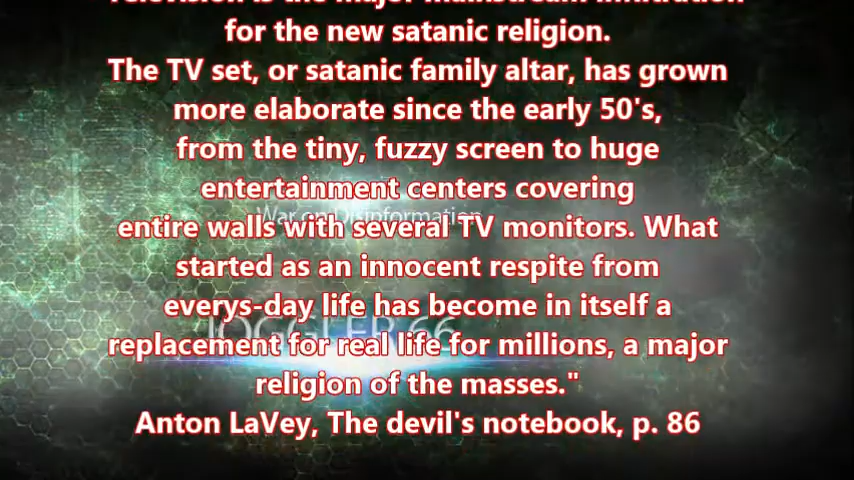 Television is the major mainstream infiltration
for the new satanic religion.
The TV set, or satanic family altar, has grown
more elaborate since the early 50's,
from the tiny, fuzzy screen to huge
entertainment centers covering
War on Disinformation
entire walls with several TV monitors. What
started as an innocent respite from
everys-day life has become in itself a
JOGGLER 66
replacement for real life for millions, a major
religion of the masses."
Anton LaVey, The devil's notebook, p. 86